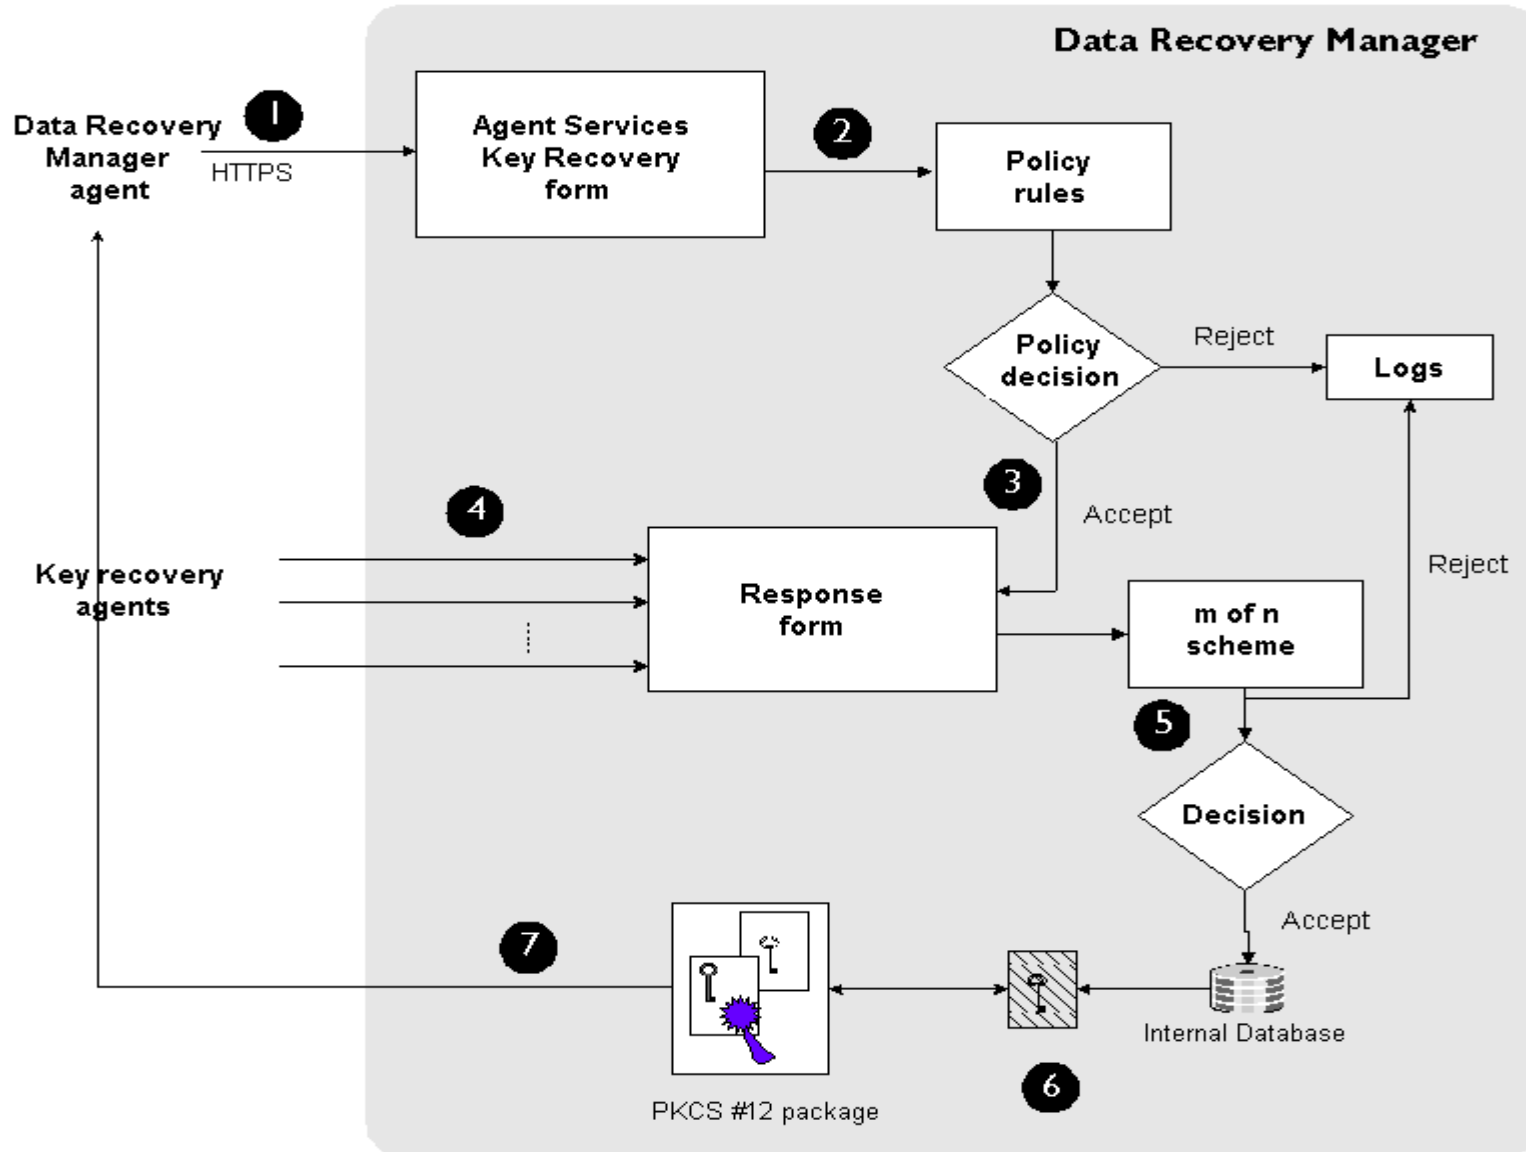 Data Recovery Manager
1
Data Recovery
Manager
agent
HTTPS
Agent Services
Key Recovery
form
2
Policy
rules
Policy
decision
Reject
Logs
3
Accept
4
Key recovery
agents
Response
form
m of n
scheme
Reject
5
Decision
Accept
Internal Database
6
7
PKCS #12 package